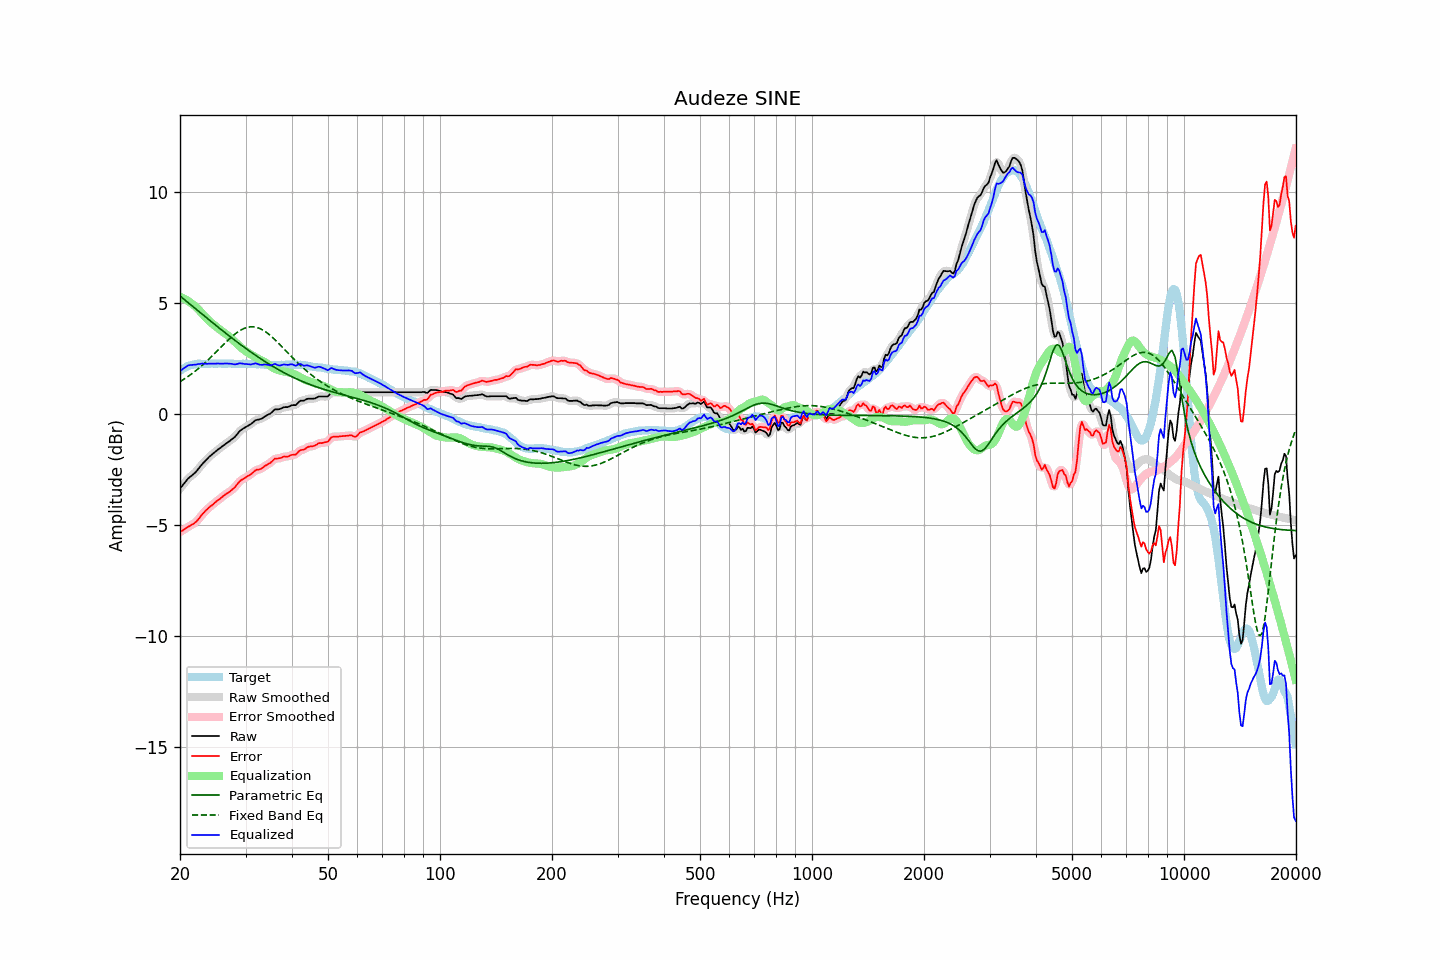 Audeze SINE
Amplitude (dBr)
10
5
0
−5
−10
−15
Target
Raw Smoothed
Error Smoothed
Raw
Error
Equalization
Parametric Eq
Fixed Band Eq
Equalized
20 50 100 200 500 1000 2000 5000 10000 20000
Frequency (Hz)